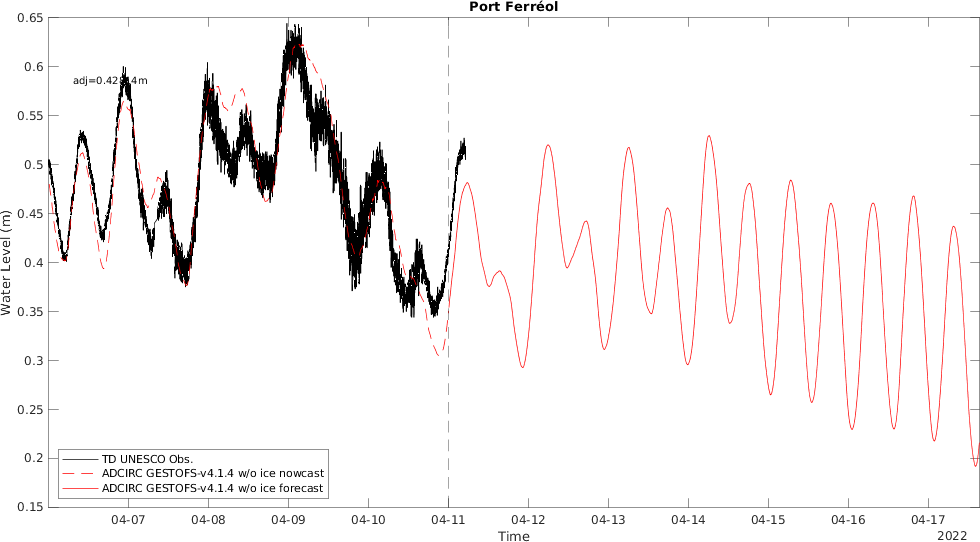 Port Ferréol
0.65
0.6
0.55
0.5
0.45
0.4
0.35
0.3
0.25
0.2
0.15
Water Level (m)
TD UNESCO Obs.
ADCIRC GESTOFS-v4.1.4 w/o ice nowcast
ADCIRC GESTOFS-v4.1.4 w/o ice forecast
04-07 04-08 04-09 04-10 04-11 04-12 04-13 04-14 04-15 04-16 04-17
Time
2022